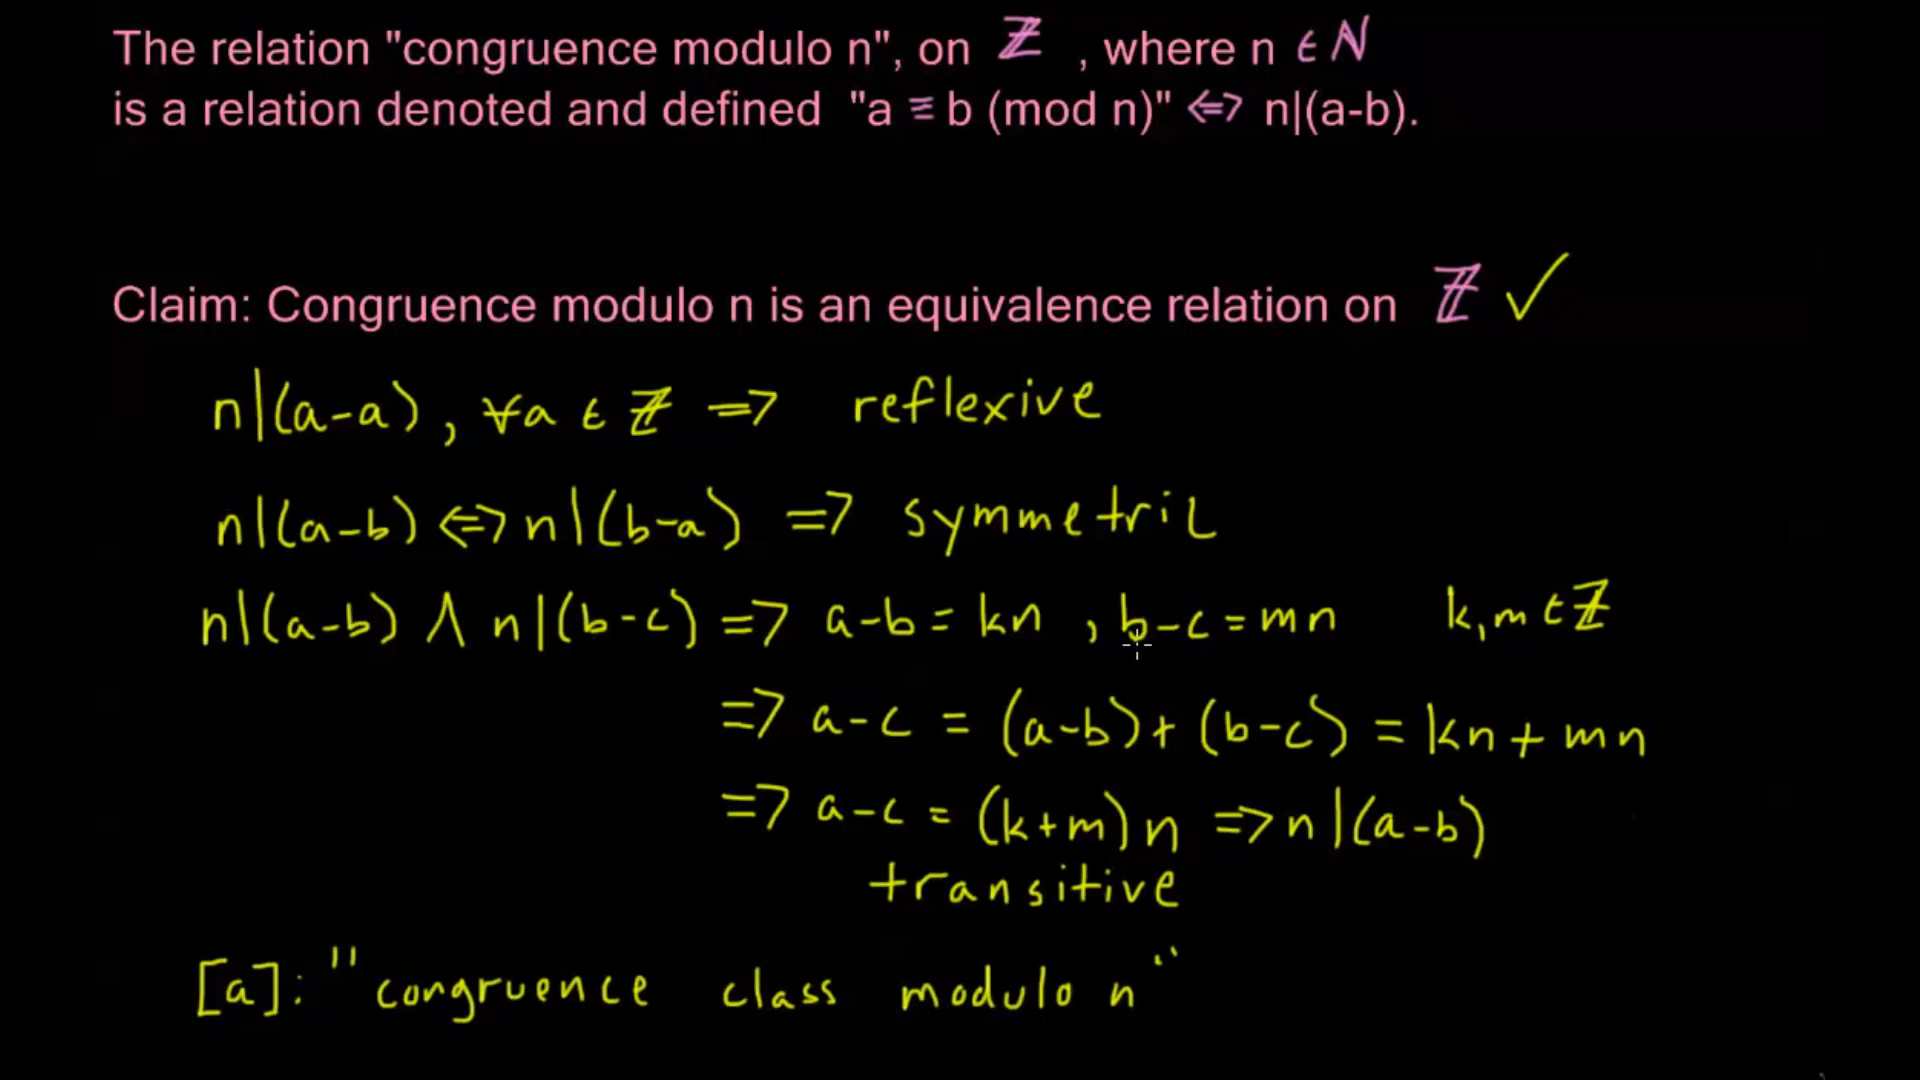 The relation "congruence modulo n", on ℤ , where n ∈ ℕ
is a relation denoted and defined "a ≡ b (mod n)" ⇔ n|(a-b).
Claim: Congruence modulo n is an equivalence relation on ℤ ✓
n|(a-a), ∀a ∈ ℤ ⇒ reflexive
n|(a-b) ⇔ n|(b-a) ⇒ symmetric
n|(a-b) ∧ n|(b-c) ⇒ a-b = kn , b-c = mn k,m ∈ ℤ
⇒ a-c = (a-b)+(b-c) = kn + mn
⇒ a-c = (k+m)n ⇒ n|(a-b)
transitive
[a]: "congruence class modulo n"